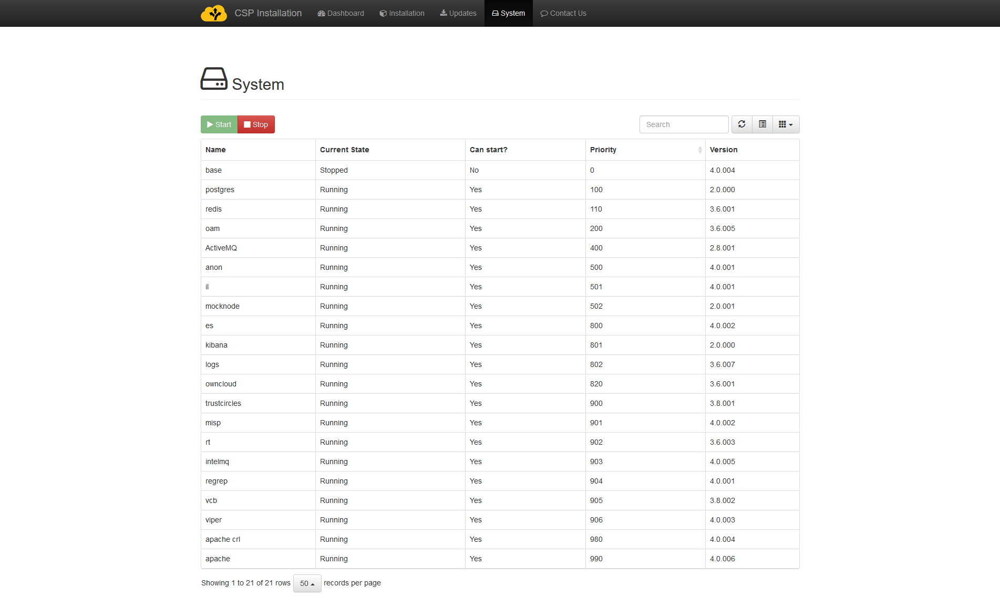 CSP Installation Dashboard Installation Updates System Contact Us
System
Start Stop Search
Name Current State Can start? Priority Version
base Stopped No 0 4.0.004
postgres Running Yes 100 2.0.000
redis Running Yes 110 3.6.001
oam Running Yes 200 3.6.005
ActiveMQ Running Yes 400 2.8.001
anon Running Yes 500 4.0.001
il Running Yes 501 4.0.001
mocknode Running Yes 502 2.0.001
es Running Yes 800 4.0.002
kibana Running Yes 801 2.0.000
logs Running Yes 802 3.6.007
owncloud Running Yes 820 3.6.001
trustcircles Running Yes 900 3.8.001
misp Running Yes 901 4.0.002
rt Running Yes 902 3.6.003
intelmq Running Yes 903 4.0.005
regrep Running Yes 904 4.0.001
vcb Running Yes 905 3.8.002
viper Running Yes 906 4.0.003
apache crl Running Yes 980 4.0.004
apache Running Yes 990 4.0.006
Showing 1 to 21 of 21 rows 50 records per page